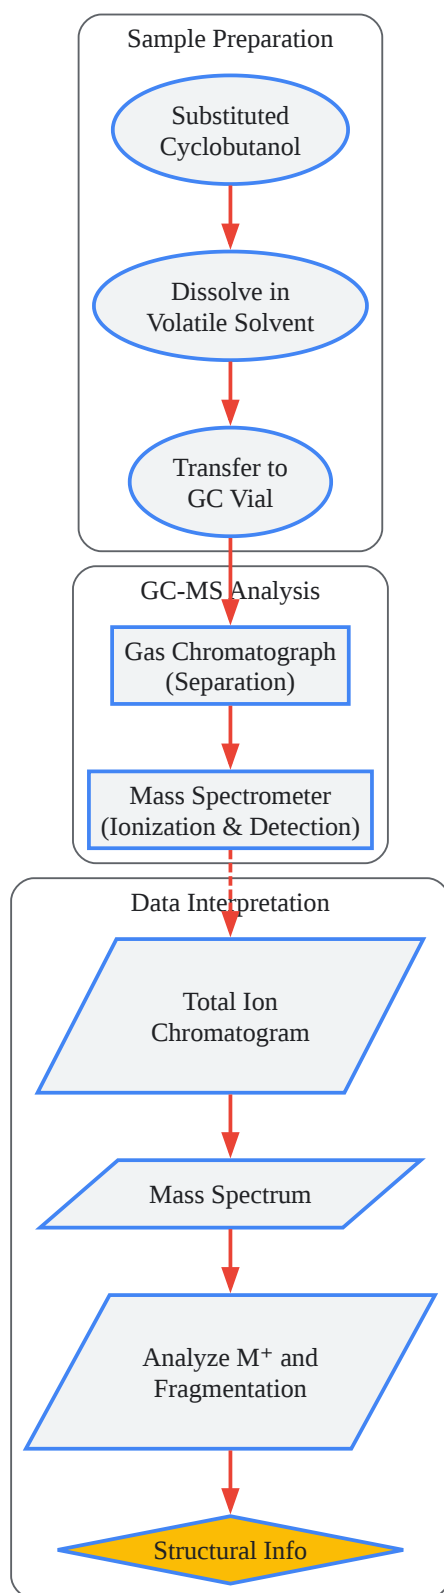 Sample Preparation
Substituted
Cyclobutanol
Dissolve in
Volatile Solvent
Transfer to
GC Vial
GC-MS Analysis
Gas Chromatograph
(Separation)
Mass Spectrometer
(Ionization & Detection)
Data Interpretation
Total Ion
Chromatogram
Mass Spectrum
Analyze M⁺ and
Fragmentation
Structural Info